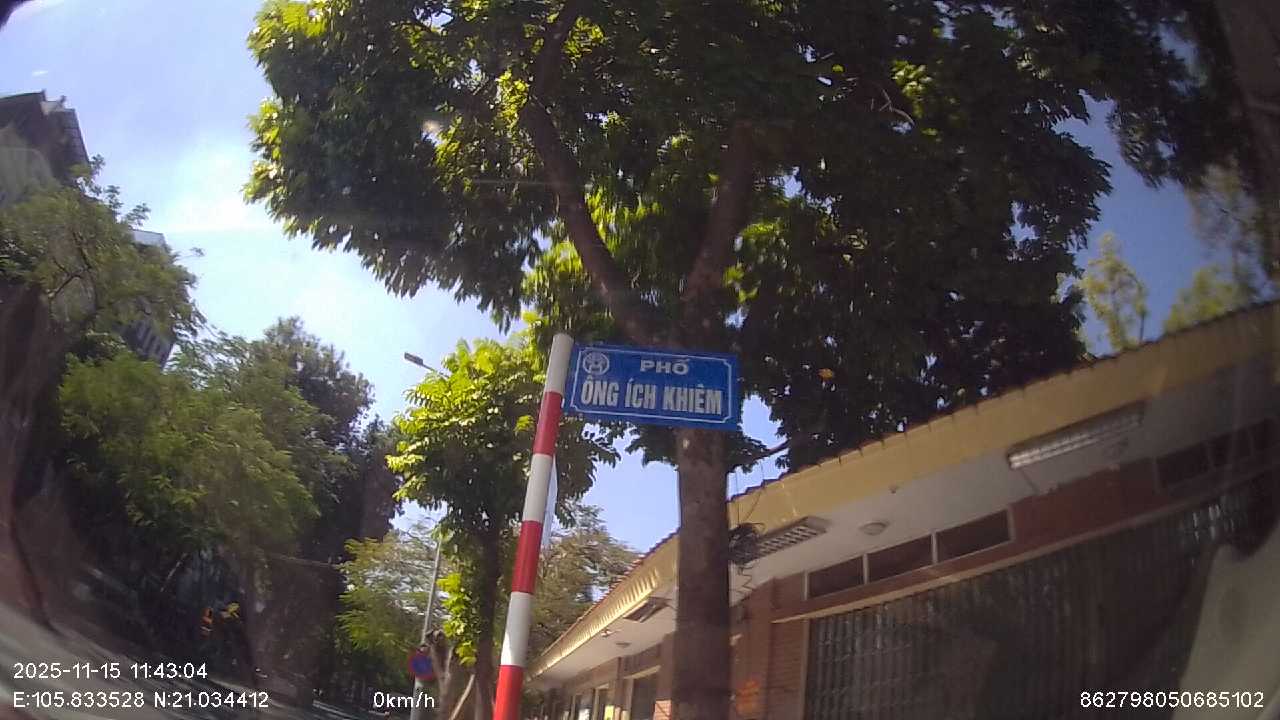 PHỐ
ÔNG ÍCH KHIÊM
2025-11-15 11:43:04
E:105.833528 N:21.034412
0km/h
862798050685102